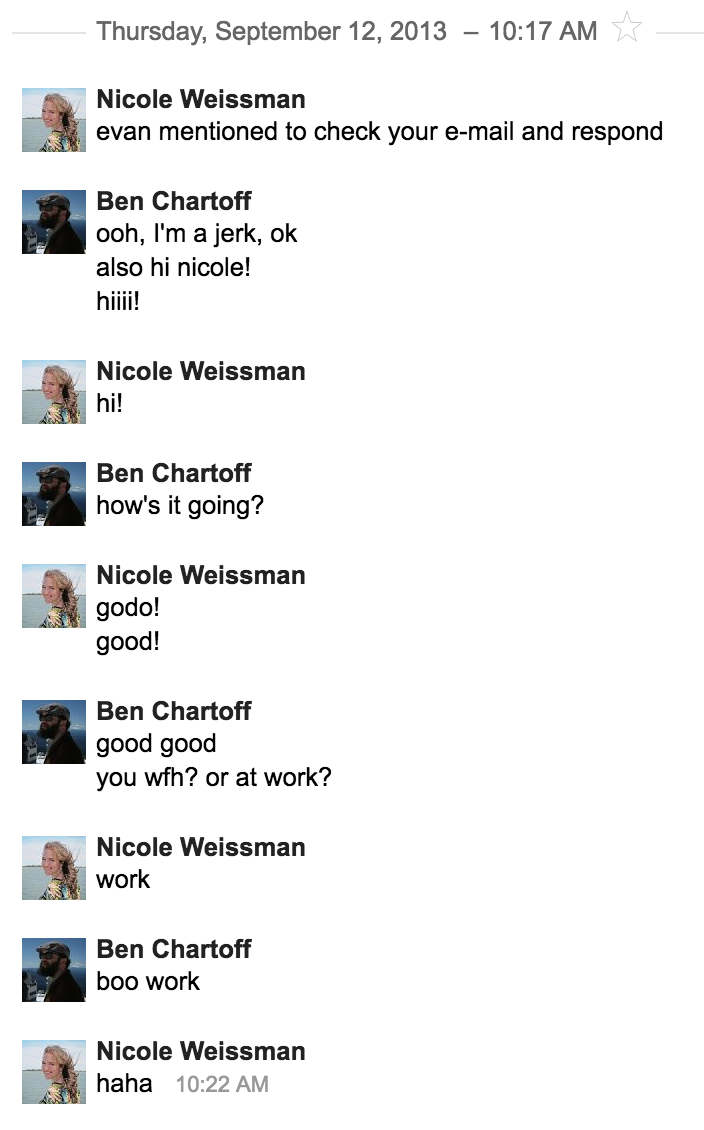 Thursday, September 12, 2013 – 10:17 AM
Nicole Weissman
evan mentioned to check your e-mail and respond
Ben Chartoff
ooh, I'm a jerk, ok
also hi nicole!
hiiii!
Nicole Weissman
hi!
Ben Chartoff
how's it going?
Nicole Weissman
godo!
good!
Ben Chartoff
good good
you wfh? or at work?
Nicole Weissman
work
Ben Chartoff
boo work
Nicole Weissman
haha 10:22 AM